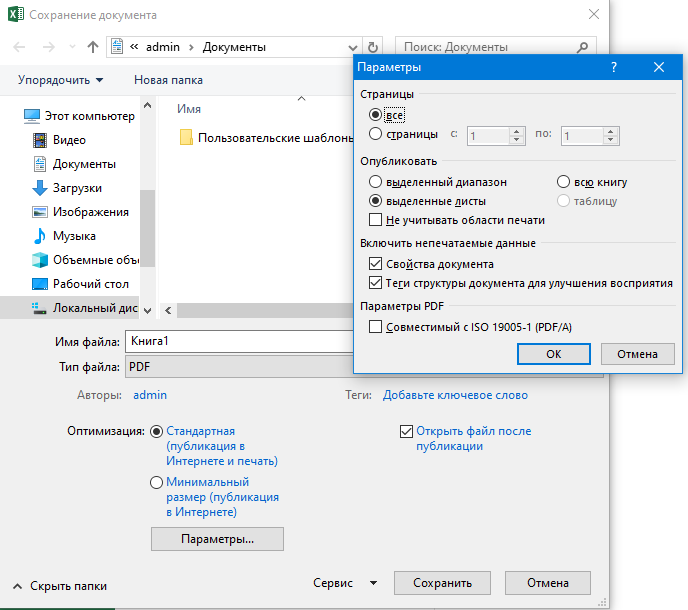 Сохранение документа
admin
Документы
Поиск: Документы
Упорядочить
Новая папка
Этот компьютер
Видео
Документы
Загрузки
Изображения
Музыка
Объемные объ
Рабочий стол
Локальный дис
Имя
Пользовательские шаблоны
Параметры
?
Страницы
все
страницы с: 1 по: 1
Опубликовать
выделенный диапазон
всю книгу
выделенные листы
таблицу
Не учитывать области печати
Включить непечатаемые данные
Свойства документа
Теги структуры документа для улучшения восприятия
Параметры PDF
Совместимый с ISO 19005-1 (PDF/A)
ОК
Отмена
Имя файла: Книга1
Тип файла: PDF
Авторы: admin
Теги: Добавьте ключевое слово
Оптимизация:
Стандартная
(публикация в
Интернете и печать)
Минимальный
размер (публикация
в Интернете)
Открыть файл после
публикации
Параметры...
Скрыть папки
Сервис
Сохранить
Отмена